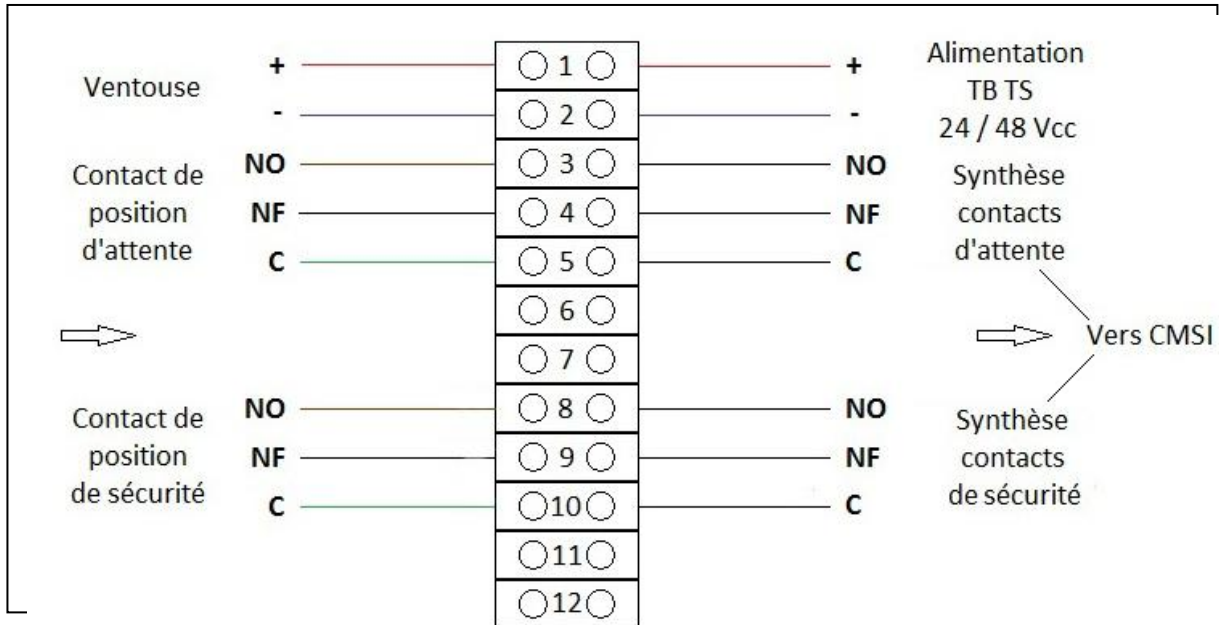 Ventouse
+
-
Contact de
position
d'attente
NO
NF
C
Contact de
position
de sécurité
NO
NF
C
1
2
3
4
5
6
7
8
9
10
11
12
+
-
Alimentation
TB TS
24 / 48 Vcc
NO
NF
C
Synthèse
contacts
d'attente
Vers CMSI
NO
NF
C
Synthèse
contacts
de sécurité